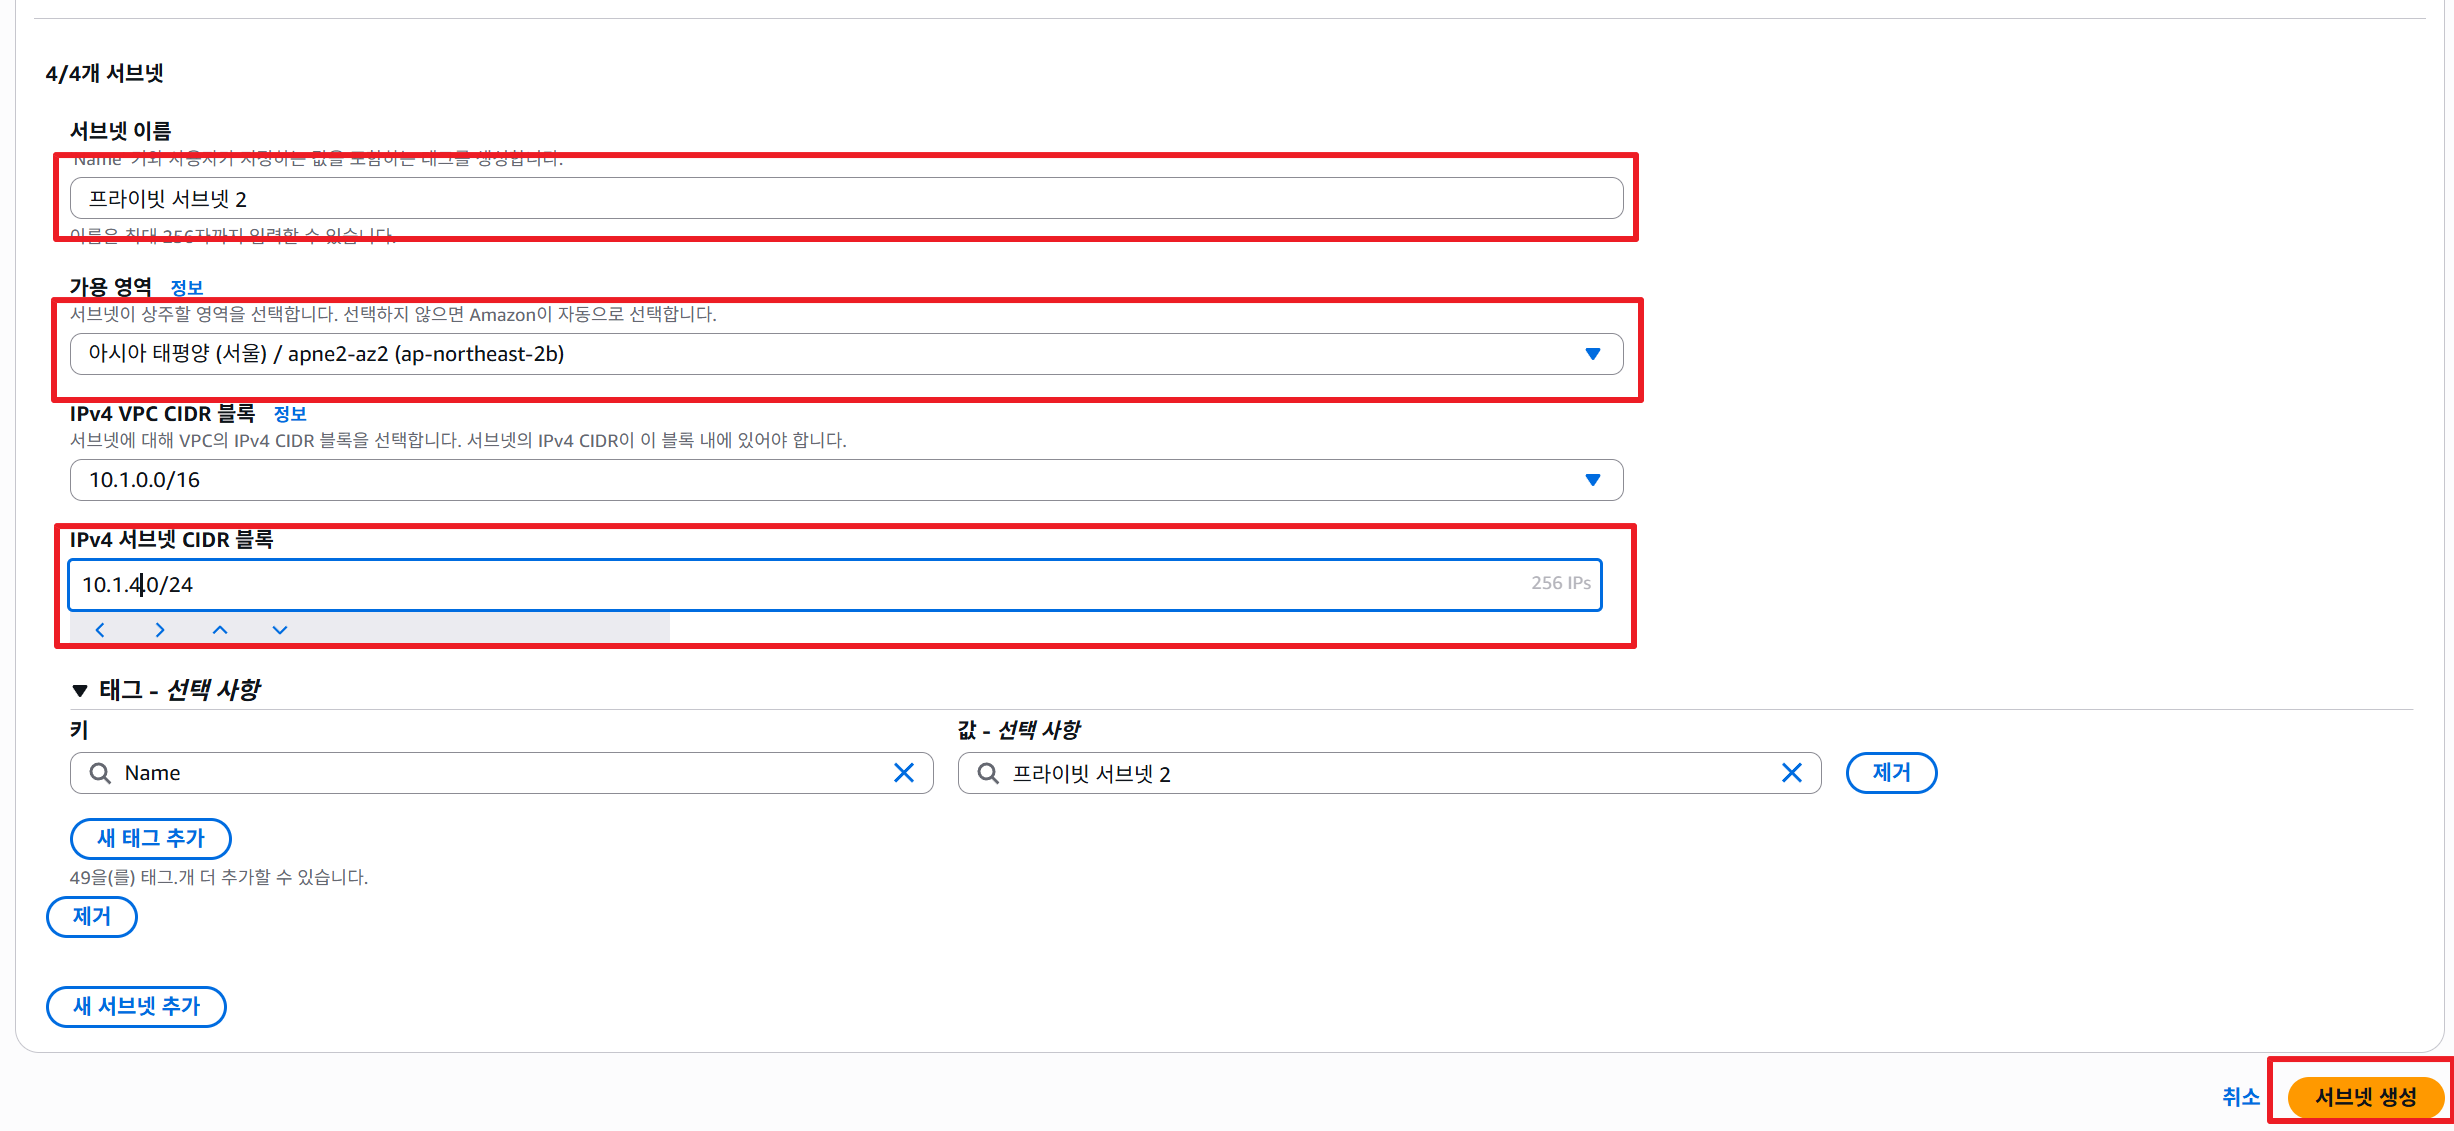 4/4개 서브넷
서브넷 이름
'Name' 키와 사용자가 지정하는 값을 포함하는 태그를 생성합니다.
프라이빗 서브넷 2
이름은 최대 256자까지 입력할 수 있습니다.
가용 영역 정보
서브넷이 상주할 영역을 선택합니다. 선택하지 않으면 Amazon이 자동으로 선택합니다.
아시아 태평양 (서울) / apne2-az2 (ap-northeast-2b)
IPv4 VPC CIDR 블록 정보
서브넷에 대해 VPC의 IPv4 CIDR 블록을 선택합니다. 서브넷의 IPv4 CIDR이 이 블록 내에 있어야 합니다.
10.1.0.0/16
IPv4 서브넷 CIDR 블록
10.1.4.0/24 256 IPs
태그 - 선택 사항
키 값 - 선택 사항
Name 프라이빗 서브넷 2 제거
새 태그 추가
49을(를) 태그.개 더 추가할 수 있습니다.
제거
새 서브넷 추가
취소 서브넷 생성